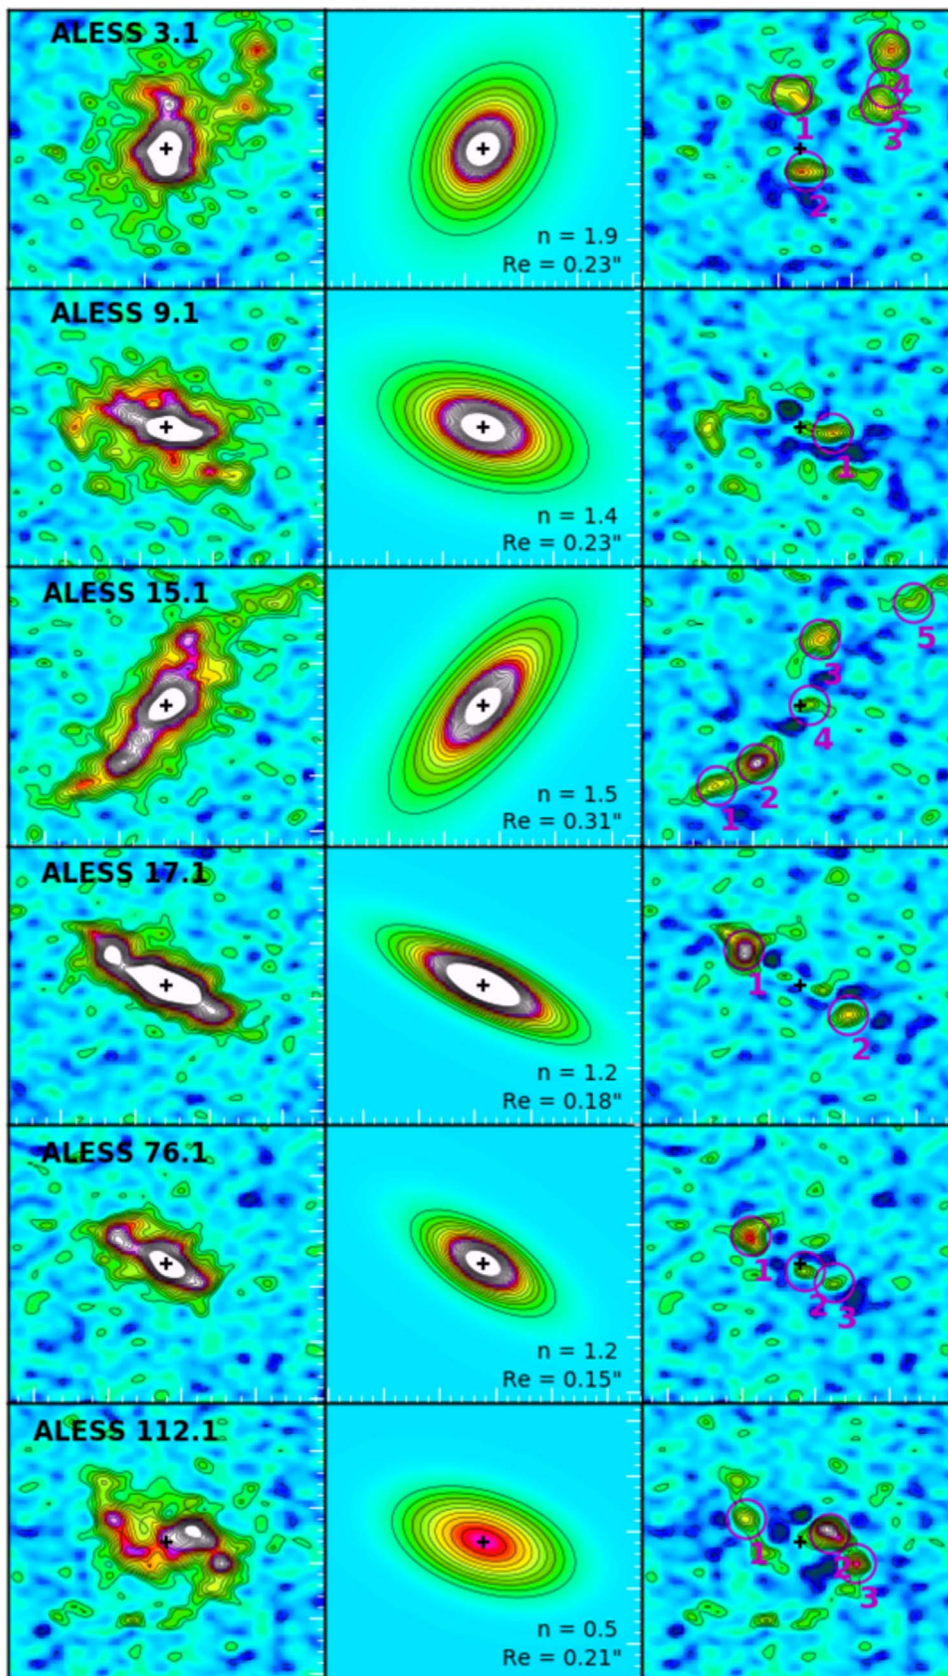 ALESS 3.1
n = 1.9
Re = 0.23"
1
2
4
5
3
ALESS 9.1
n = 1.4
Re = 0.23"
1
ALESS 15.1
n = 1.5
Re = 0.31"
5
3
4
2
1
ALESS 17.1
n = 1.2
Re = 0.18"
1
2
ALESS 76.1
n = 1.2
Re = 0.15"
1
2
3
ALESS 112.1
n = 0.5
Re = 0.21"
1
2
3